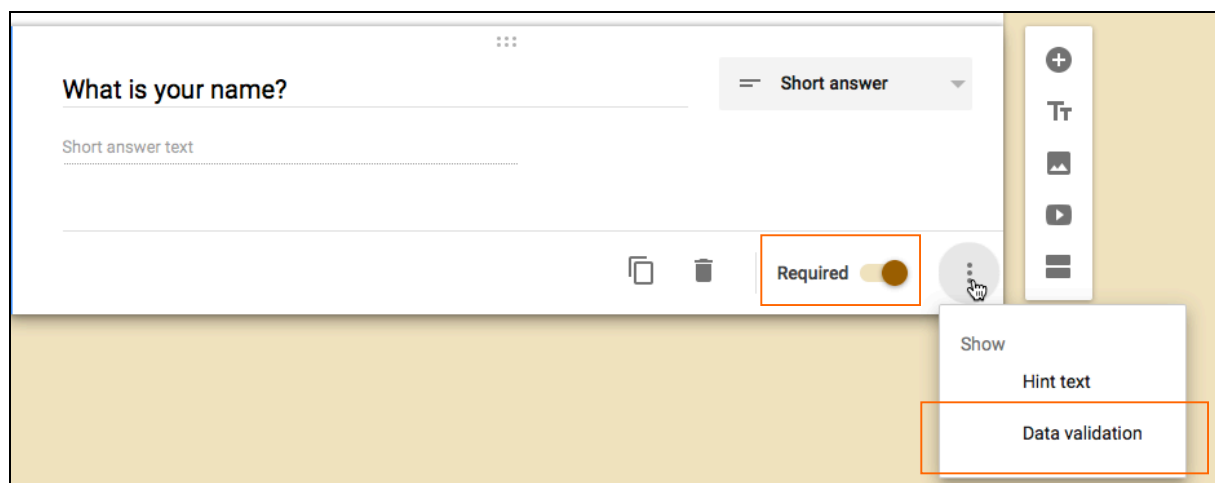 What is your name?
Short answer
Short answer text
Required
Show
Hint text
Data validation